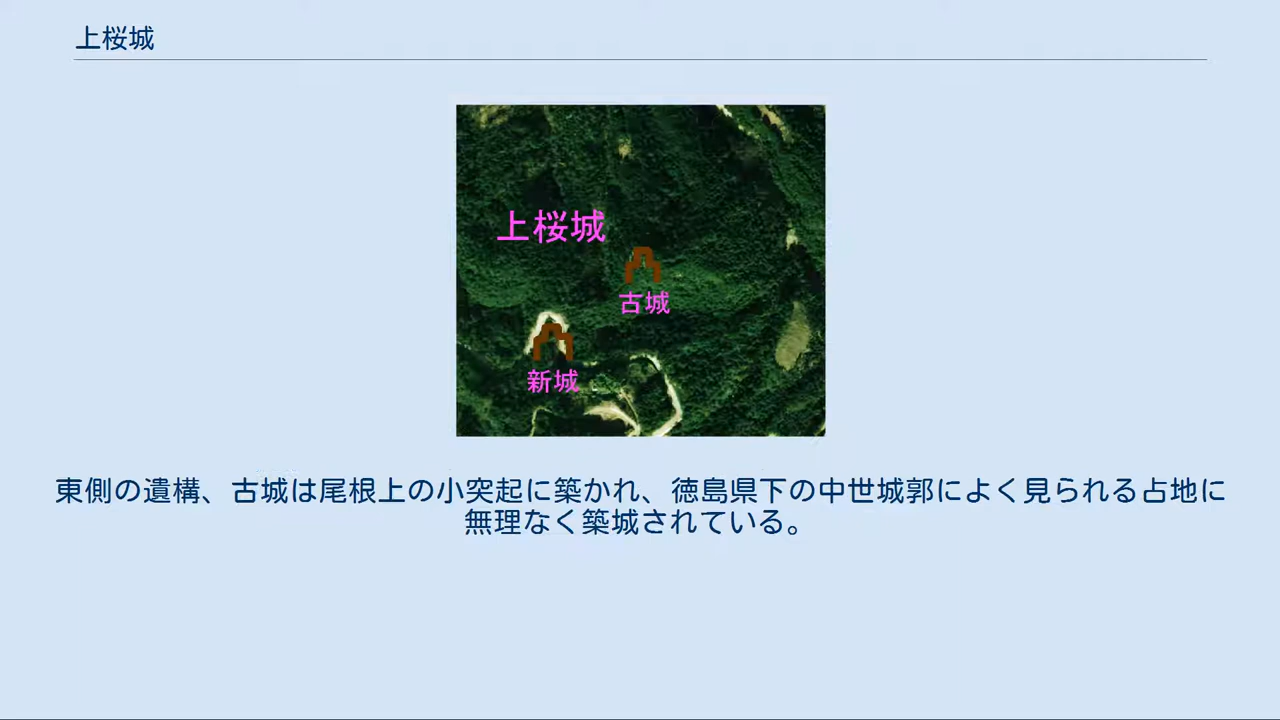 上桜城
上桜城
古城
新城
東側の遺構、古城は尾根上の小突起に築かれ、徳島県下の中世城郭によく見られる占地に
無理なく築城されている。